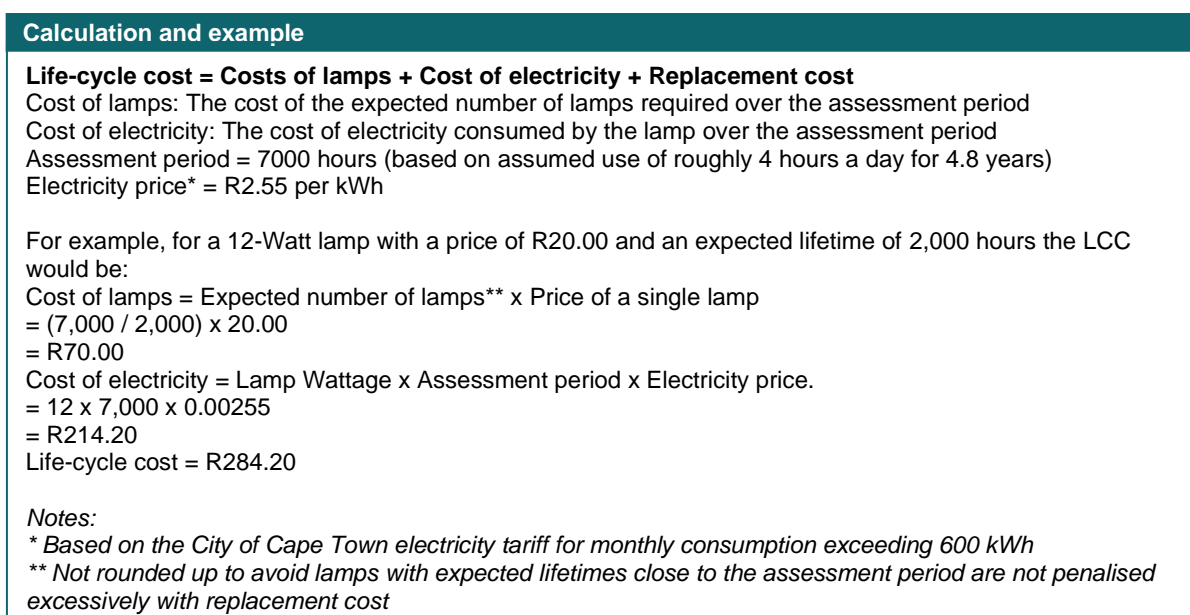 Calculation and example
Life-cycle cost = Costs of lamps + Cost of electricity + Replacement cost
Cost of lamps: The cost of the expected number of lamps required over the assessment period
Cost of electricity: The cost of electricity consumed by the lamp over the assessment period
Assessment period = 7000 hours (based on assumed use of roughly 4 hours a day for 4.8 years)
Electricity price* = R2.55 per kWh
For example, for a 12-Watt lamp with a price of R20.00 and an expected lifetime of 2,000 hours the LCC
would be:
Cost of lamps = Expected number of lamps** x Price of a single lamp
= (7,000 / 2,000) x 20.00
= R70.00
Cost of electricity = Lamp Wattage x Assessment period x Electricity price.
= 12 x 7,000 x 0.00255
= R214.20
Life-cycle cost = R284.20
Notes:
* Based on the City of Cape Town electricity tariff for monthly consumption exceeding 600 kWh
** Not rounded up to avoid lamps with expected lifetimes close to the assessment period are not penalised
excessively with replacement cost